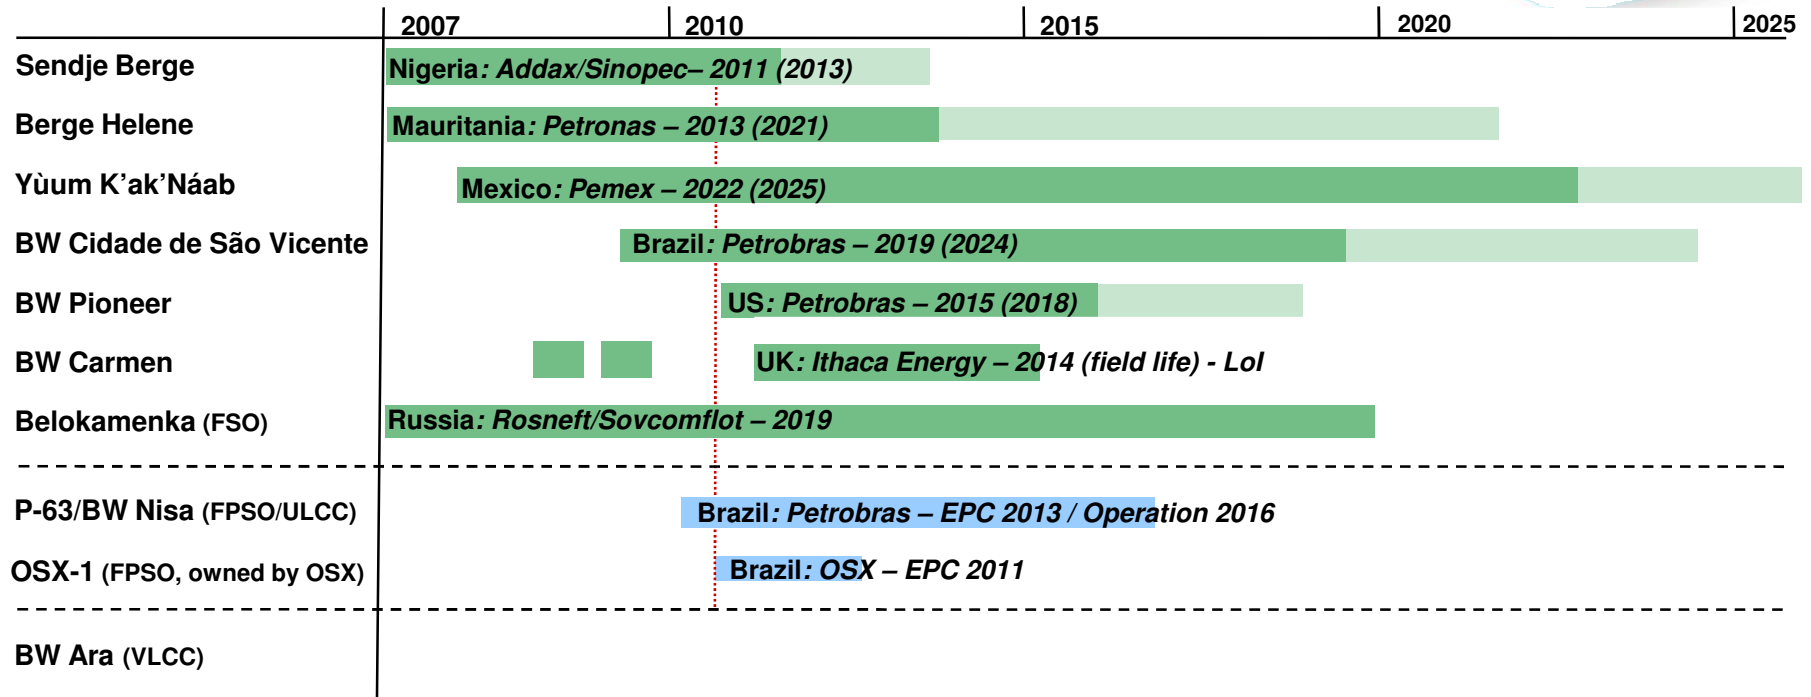 2007 2010 2015 2020 2025
Sendje Berge Nigeria: Addax/Sinopec– 2011 (2013)
Berge Helene Mauritania: Petronas – 2013 (2021)
Yùum K’ak’Náab Mexico: Pemex – 2022 (2025)
BW Cidade de São Vicente Brazil: Petrobras – 2019 (2024)
BW Pioneer US: Petrobras – 2015 (2018)
BW Carmen UK: Ithaca Energy – 2014 (field life) - LoI
Belokamenka (FSO) Russia: Rosneft/Sovcomflot – 2019
P-63/BW Nisa (FPSO/ULCC) Brazil: Petrobras – EPC 2013 / Operation 2016
OSX-1 (FPSO, owned by OSX) Brazil: OSX – EPC 2011
BW Ara (VLCC)